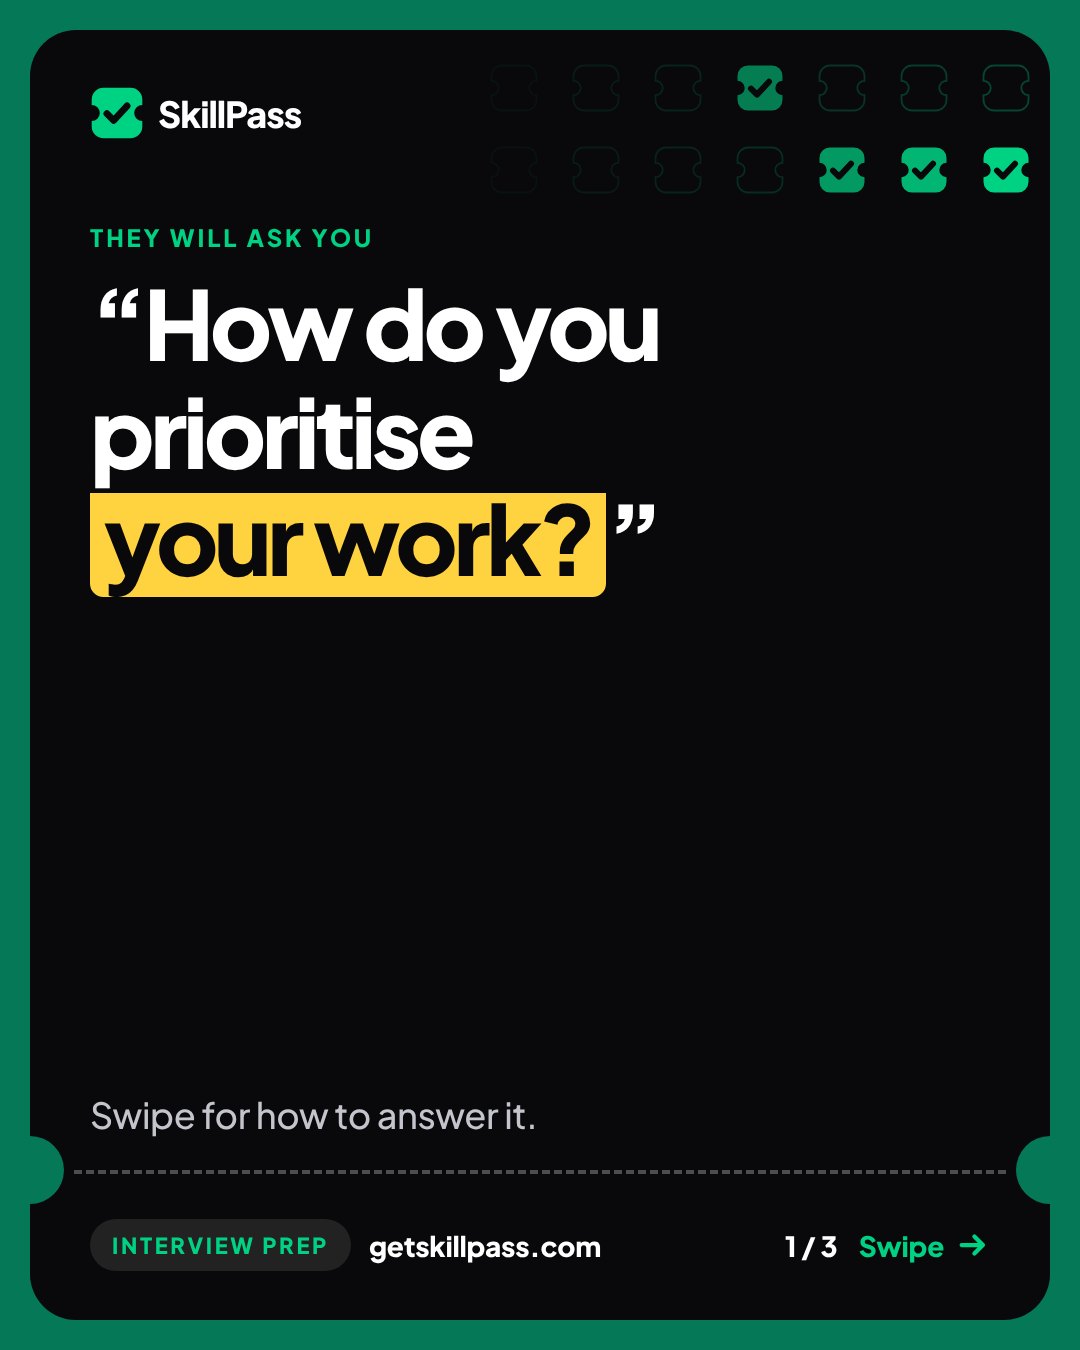 SkillPass
THEY WILL ASK YOU
“How do you
prioritise
your work?”
Swipe for how to answer it.
INTERVIEW PREP getskillpass.com 1 / 3 Swipe →